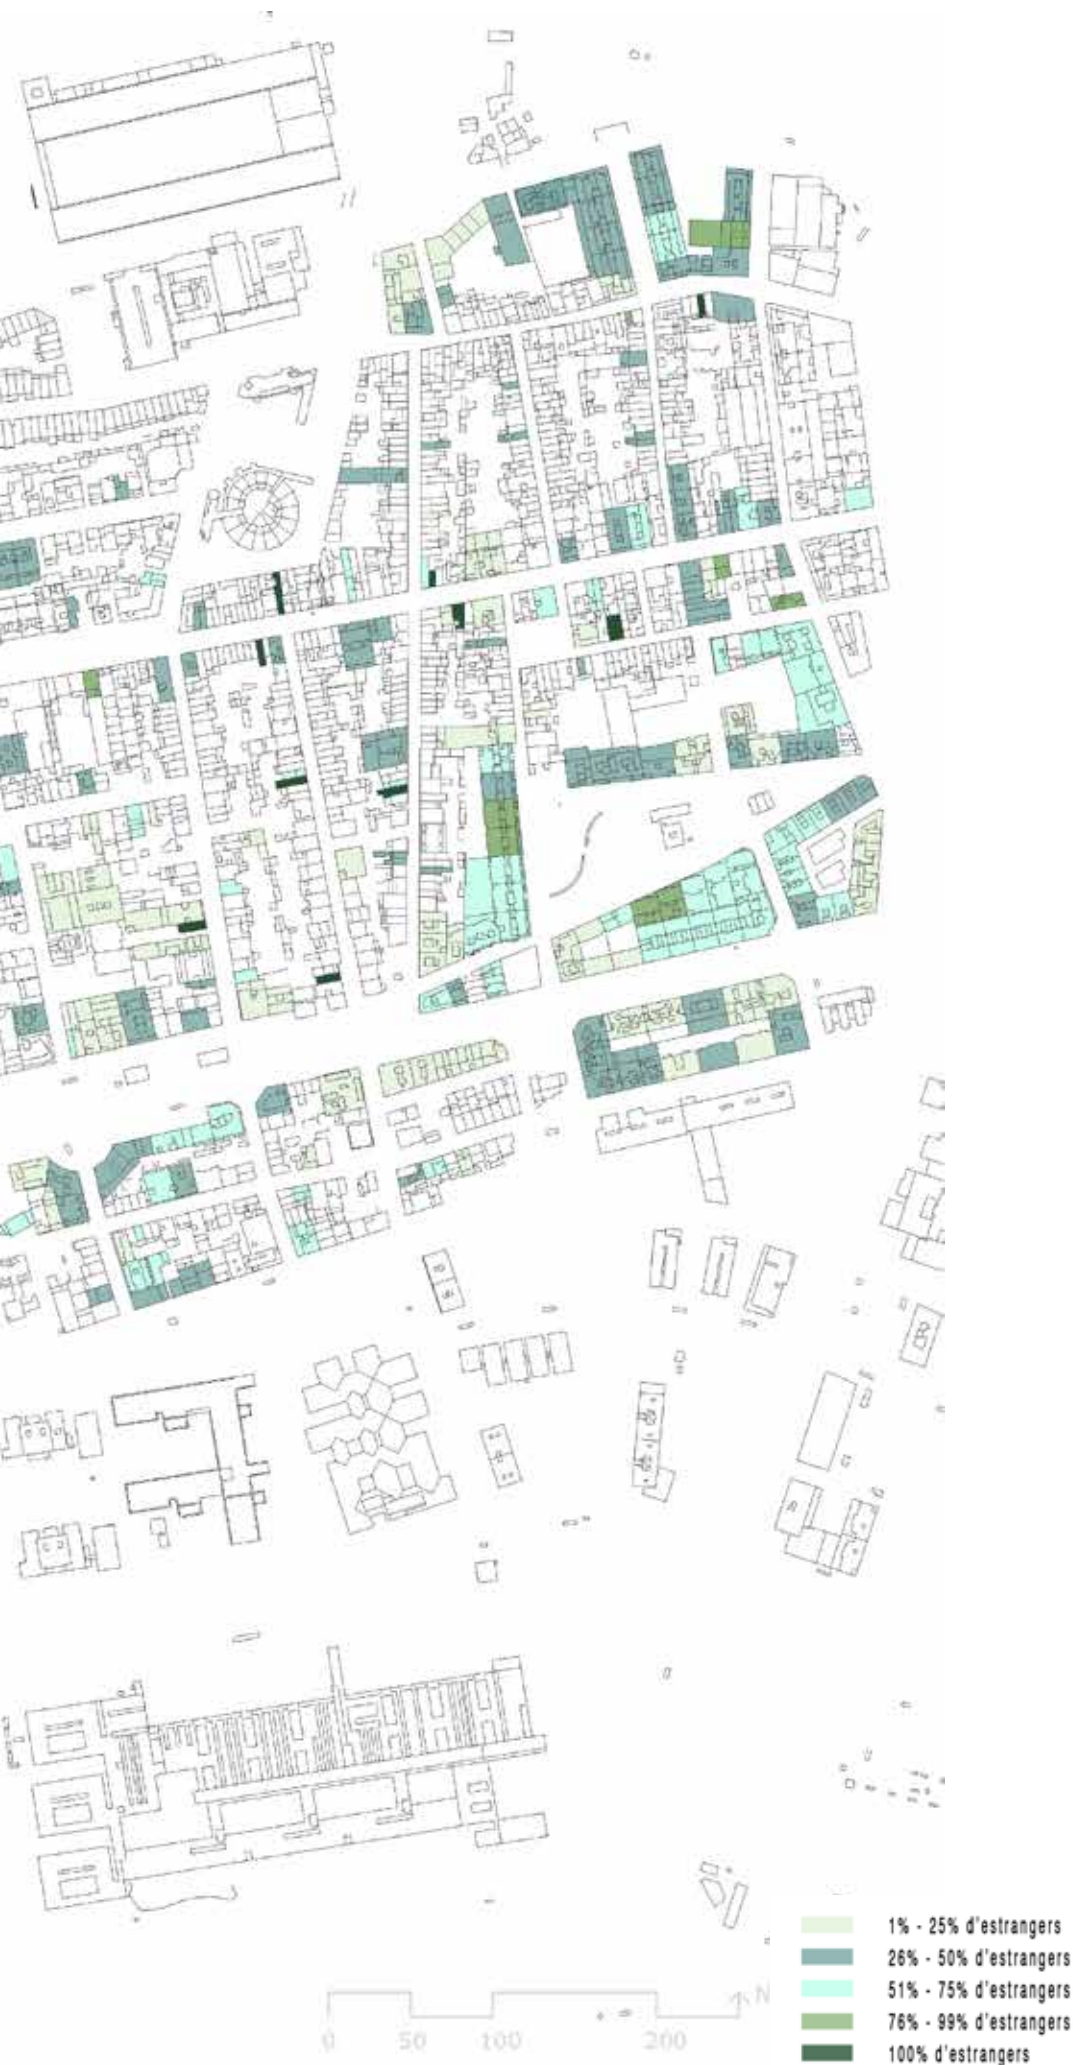 1% - 25% d'estrangers
26% - 50% d'estrangers
51% - 75% d'estrangers
76% - 99% d'estrangers
100% d'estrangers
N
0 50 100 200